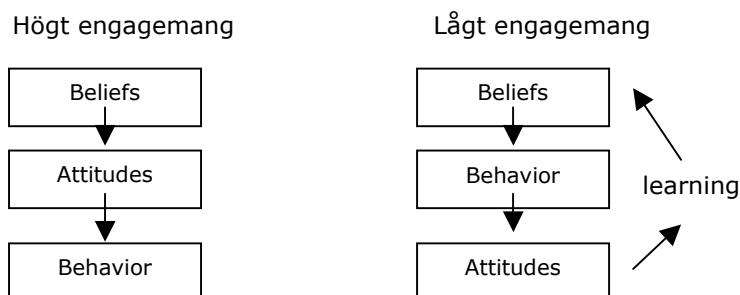 Högt engagemang
Beliefs
Attitudes
Behavior
Lågt engagemang
Beliefs
Behavior
Attitudes
learning